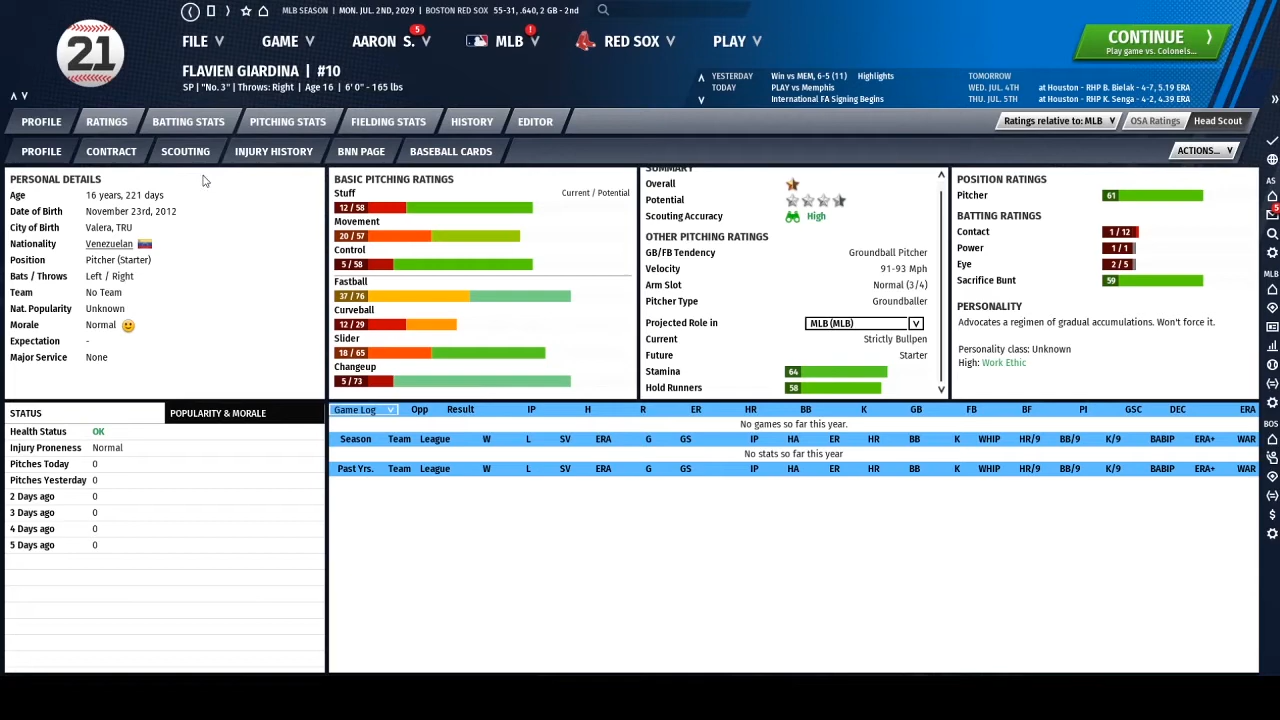 MLB SEASON | MON. JUL. 2ND, 2029 | BOSTON RED SOX 55-31, .640, 2 GB - 2nd
21
FILE GAME AARON S. 5 MLB ! RED SOX PLAY
CONTINUE
Play game vs. Colonels...
FLAVIEN GIARDINA | #10
SP | "No. 3" | Throws: Right | Age 16 | 6'0" - 165 lbs
YESTERDAY Win vs MEM, 6-5 (11) Highlights TOMORROW
TODAY PLAY vs Memphis WED. JUL. 4TH at Houston - RHP B. Bielak - 4-7, 5.19 ERA
International FA Signing Begins THU. JUL. 5TH at Houston - RHP K. Senga - 4-2, 4.39 ERA
PROFILE RATINGS BATTING STATS PITCHING STATS FIELDING STATS HISTORY EDITOR Ratings relative to: MLB OSA Ratings Head Scout
PROFILE CONTRACT SCOUTING INJURY HISTORY BNN PAGE BASEBALL CARDS ACTIONS...
PERSONAL DETAILS
Age 16 years, 221 days
Date of Birth November 23rd, 2012
City of Birth Valera, TRU
Nationality Venezuelan
Position Pitcher (Starter)
Bats / Throws Left / Right
Team No Team
Nat. Popularity Unknown
Morale Normal
Expectation -
Major Service None
BASIC PITCHING RATINGS
Stuff Current / Potential
12 / 58
Movement
20 / 57
Control
5 / 58
Fastball
37 / 76
Curveball
12 / 29
Slider
18 / 65
Changeup
5 / 73
SUMMARY
Overall
Potential
Scouting Accuracy High
OTHER PITCHING RATINGS
GB/FB Tendency Groundball Pitcher
Velocity 91-93 Mph
Arm Slot Normal (3/4)
Pitcher Type Groundballer
Projected Role in MLB (MLB)
Current Strictly Bullpen
Future Starter
Stamina 64
Hold Runners 58
POSITION RATINGS
Pitcher 61
BATTING RATINGS
Contact 1 / 12
Power 1 / 1
Eye 2 / 5
Sacrifice Bunt 59
PERSONALITY
Advocates a regimen of gradual accumulations. Won't force it.
Personality class: Unknown
High: Work Ethic
STATUS POPULARITY & MORALE
Health Status OK
Injury Proneness Normal
Pitches Today 0
Pitches Yesterday 0
2 Days ago 0
3 Days ago 0
4 Days ago 0
5 Days ago 0
Game Log Opp Result IP H R ER HR BB K GB FB BF PI GSC DEC ERA
No games so far this year.
Season Team League W L SV ERA G GS IP HA ER HR BB K WHIP HR/9 BB/9 K/9 BABIP ERA+ WAR
No stats so far this year
Past Yrs. Team League W L SV ERA G GS IP HA ER HR BB K WHIP HR/9 BB/9 K/9 BABIP ERA+ WAR
AS
5
MLB
BOS